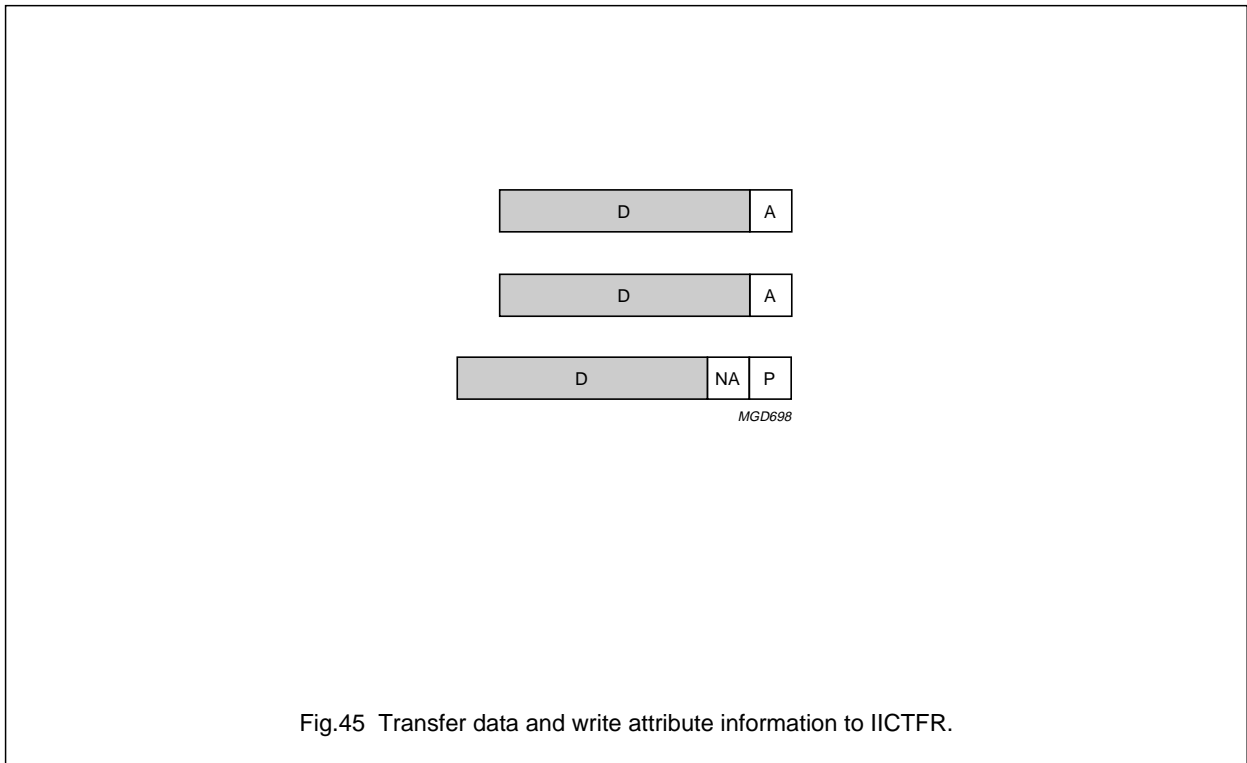 D A
D A
D NA P
MGD698
Fig.45 Transfer data and write attribute information to IICTFR.